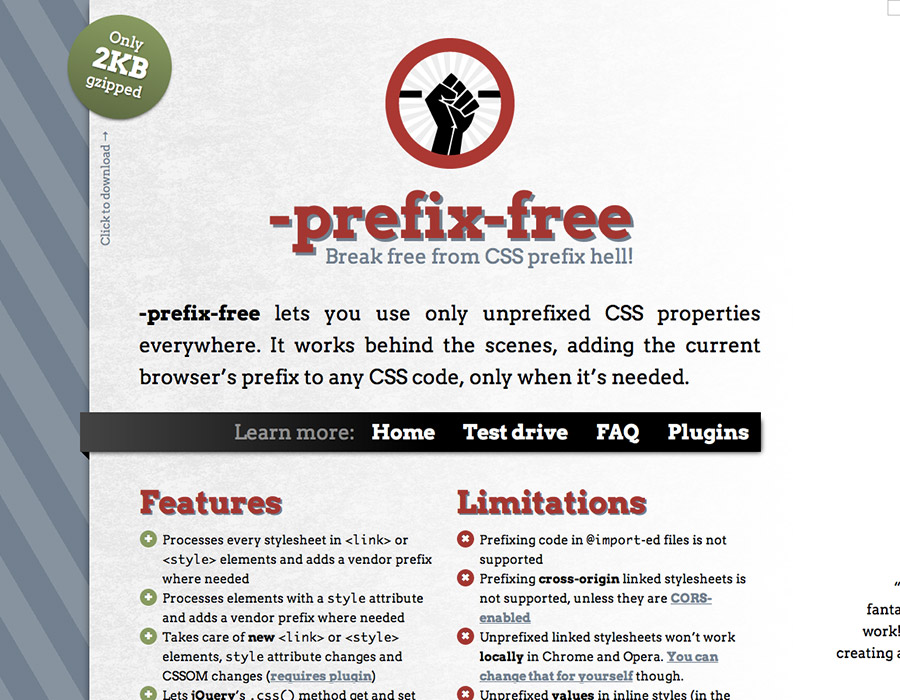 Only
2KB
gzipped
Click to download →
-prefix-free
Break free from CSS prefix hell!
-prefix-free lets you use only unprefixed CSS properties
everywhere. It works behind the scenes, adding the current
browser’s prefix to any CSS code, only when it’s needed.
Learn more: Home Test drive FAQ Plugins
Features
Processes every stylesheet in <link> or
<style> elements and adds a vendor prefix
where needed
Processes elements with a style attribute
and adds a vendor prefix where needed
Takes care of new <link> or <style>
elements, style attribute changes and
CSSOM changes (requires plugin)
Lets jQuery’s .css() method get and set
Limitations
Prefixing code in @import-ed files is not
supported
Prefixing cross-origin linked stylesheets is
not supported, unless they are CORS-
enabled
Unprefixed linked stylesheets won’t work
locally in Chrome and Opera. You can
change that for yourself though.
Unprefixed values in inline styles (in the
“
fanta
work!
creating a